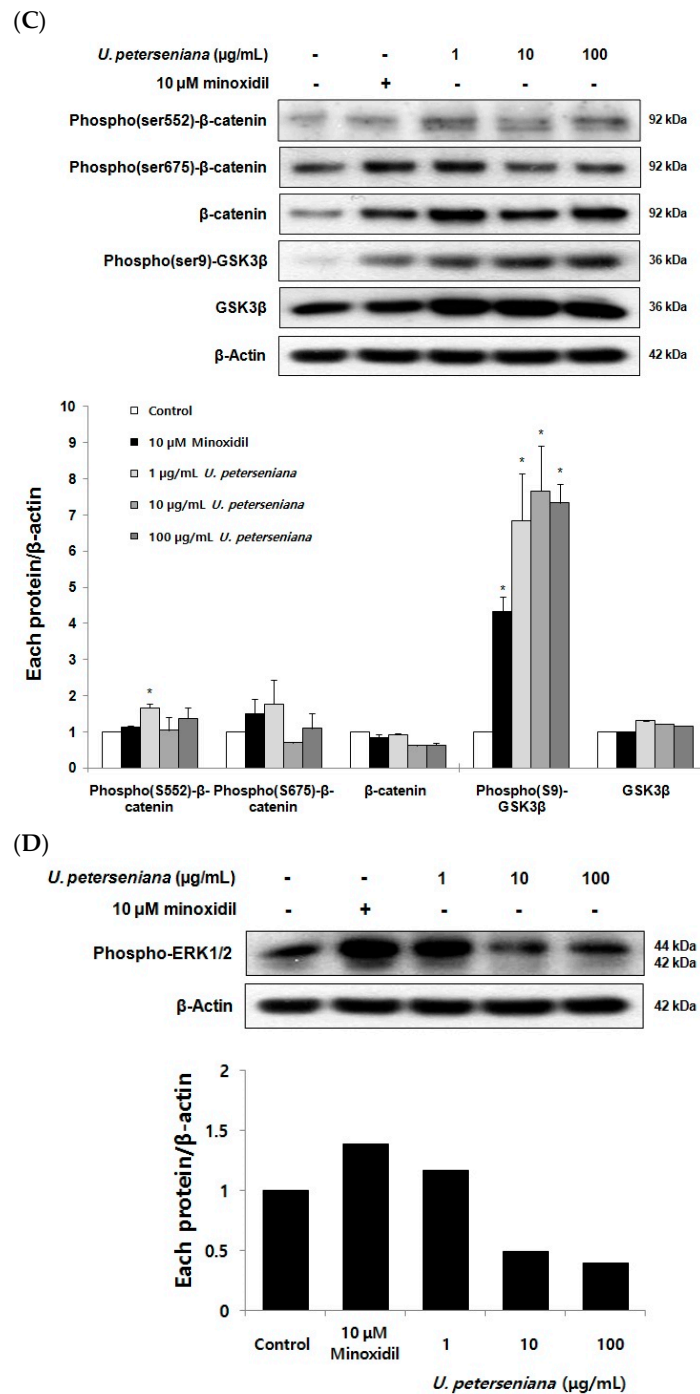 (C)
U. peterseniana (µg/mL) - - 1 10 100
10 µM minoxidil - + - - -
Phospho(ser552)-β-catenin 92 kDa
Phospho(ser675)-β-catenin 92 kDa
β-catenin 92 kDa
Phospho(ser9)-GSK3β 36 kDa
GSK3β 36 kDa
β-Actin 42 kDa
Each protein/β-actin
10
9
8
7
6
5
4
3
2
1
0
Control
10 µM Minoxidil
1 µg/mL U. peterseniana
10 µg/mL U. peterseniana
100 µg/mL U. peterseniana
*
*
*
*
*
Phospho(S552)-β-catenin Phospho(S675)-β-catenin β-catenin Phospho(S9)-GSK3β GSK3β
(D)
U. peterseniana (µg/mL) - - 1 10 100
10 µM minoxidil - + - - -
Phospho-ERK1/2 44 kDa
42 kDa
β-Actin 42 kDa
Each protein/β-actin
2
1.5
1
0.5
0
Control 10 µM Minoxidil 1 10 100
U. peterseniana (µg/mL)